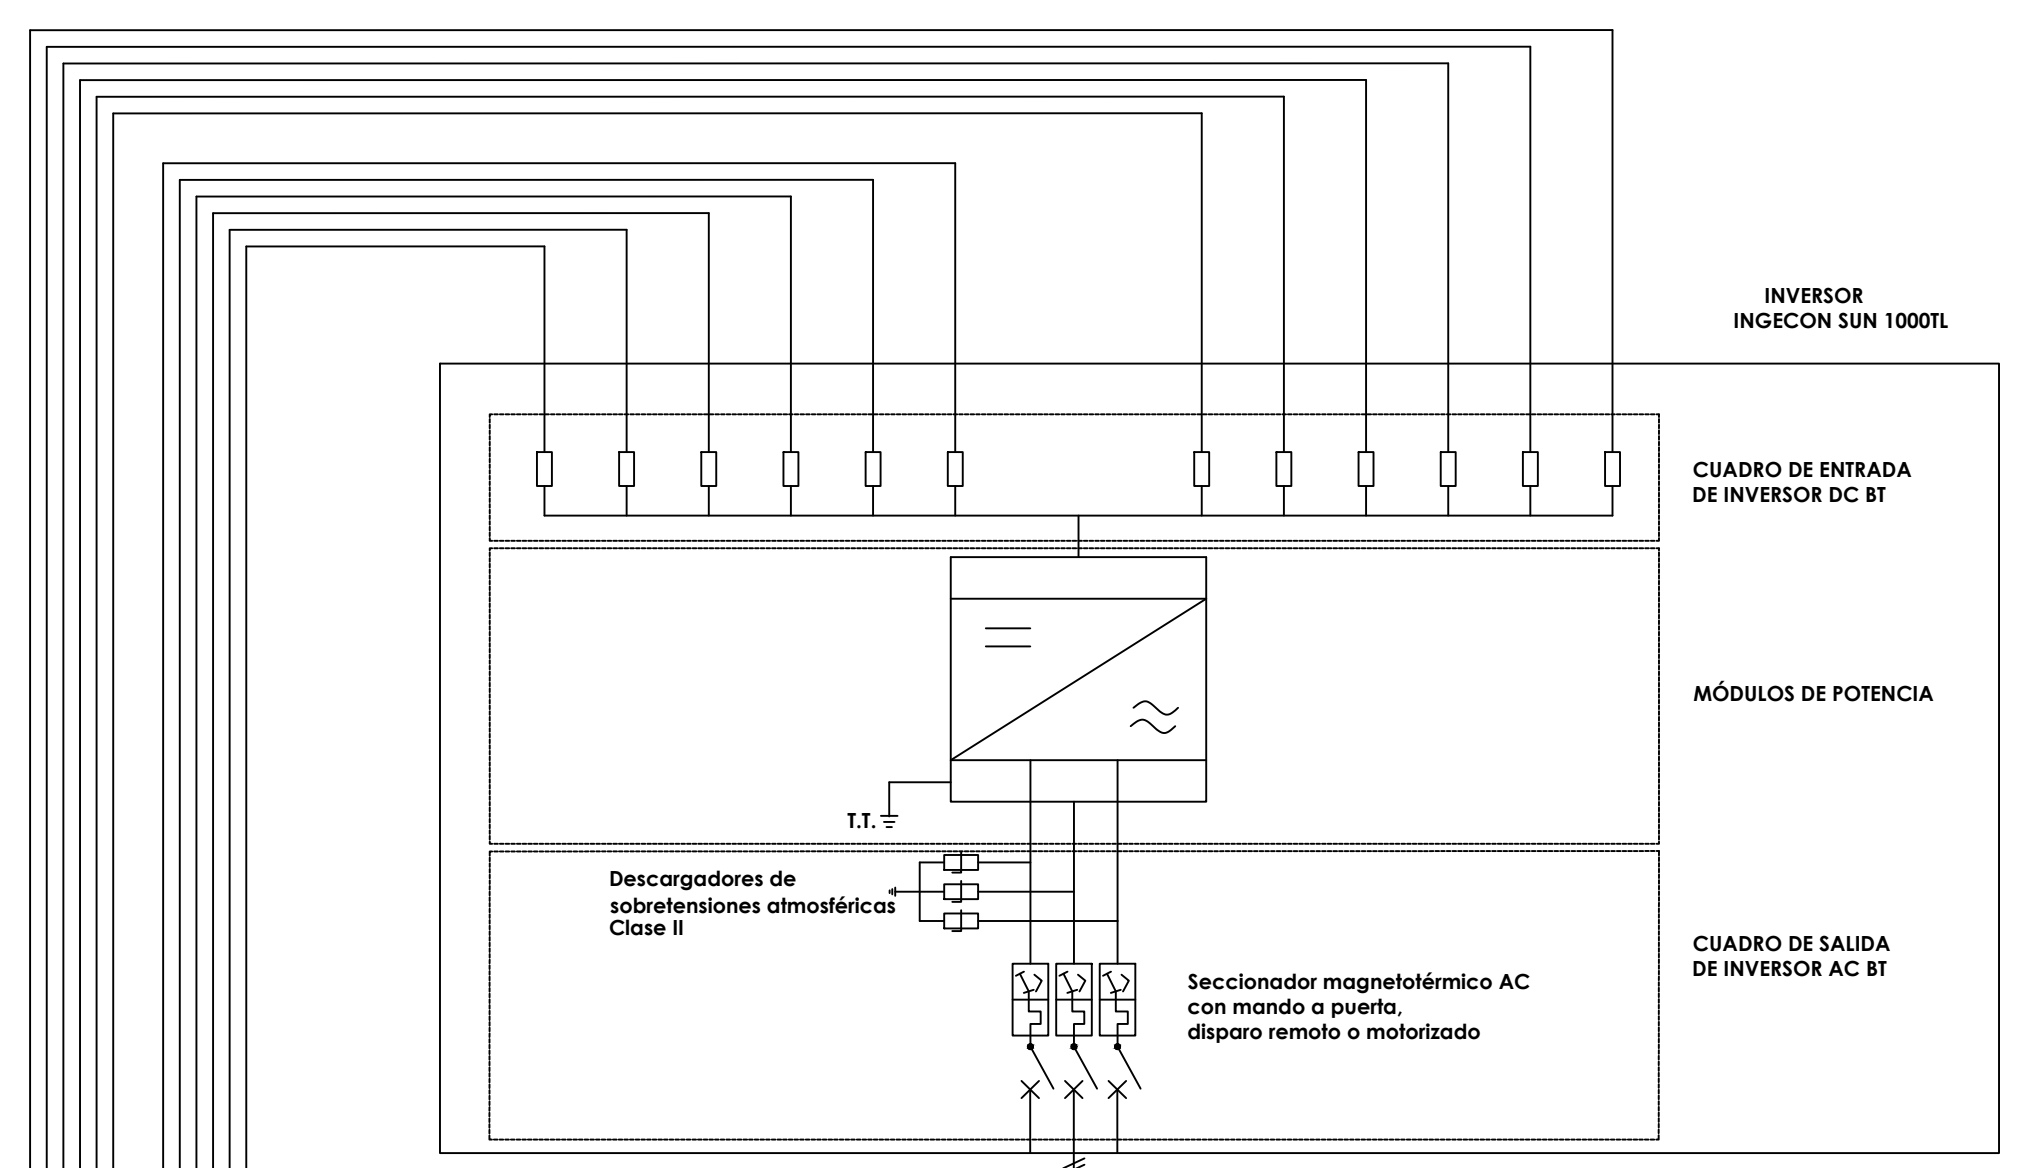 INVERSOR
INGECON SUN 1000TL
CUADRO DE ENTRADA
DE INVERSOR DC BT
MÓDULOS DE POTENCIA
T.T.
Descargadores de
sobretensiones atmosféricas
Clase II
CUADRO DE SALIDA
DE INVERSOR AC BT
Seccionador magnetotérmico AC
con mando a puerta,
disparo remoto o motorizado